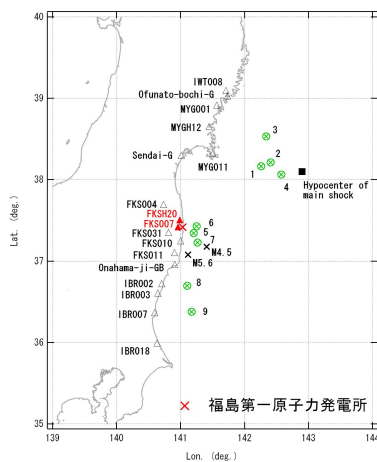 40
IWT008
Ofunato-bochi-G
39
MYG001
MYGH12
3
Sendai-G
MYG011
2
1
4
Hypocenter of
main shock
38
Lat. (deg.)
FKS004
FKSH20
FKS007
6
FKS031
5
FKS010
7
M4.5
FKS011
M5.6
37
Onahama-ji-GB
IBR002
8
IBR003
IBR007
9
36
IBR018
福島第一原子力発電所
35
139
140
141
142
143
144
Lon. (deg.)